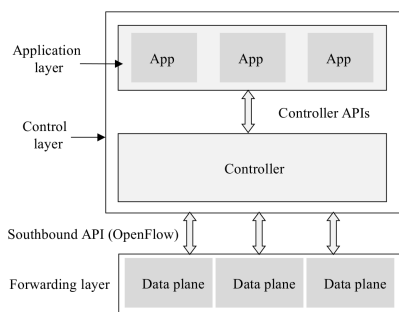 Application
layer
App App App
Controller APIs
Control
layer
Controller
Southbound API (OpenFlow)
Forwarding layer
Data plane Data plane Data plane